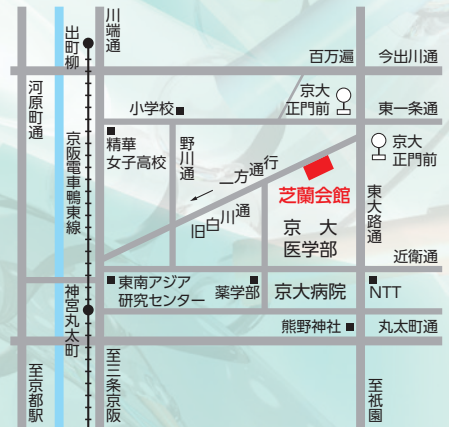 川端通
出町柳
百万遍
今出川通
河原町通
小学校
京大
正門前
東一条通
京阪電車鴨東線
精華
女子高校
野川通
一方通行
旧白川通
芝蘭会館
京大
正門前
京大
医学部
東大路通
近衛通
神宮丸太町
東南アジア
研究センター
薬学部
京大病院
NTT
熊野神社
丸太町通
至京都駅
至三条京阪
至祇園